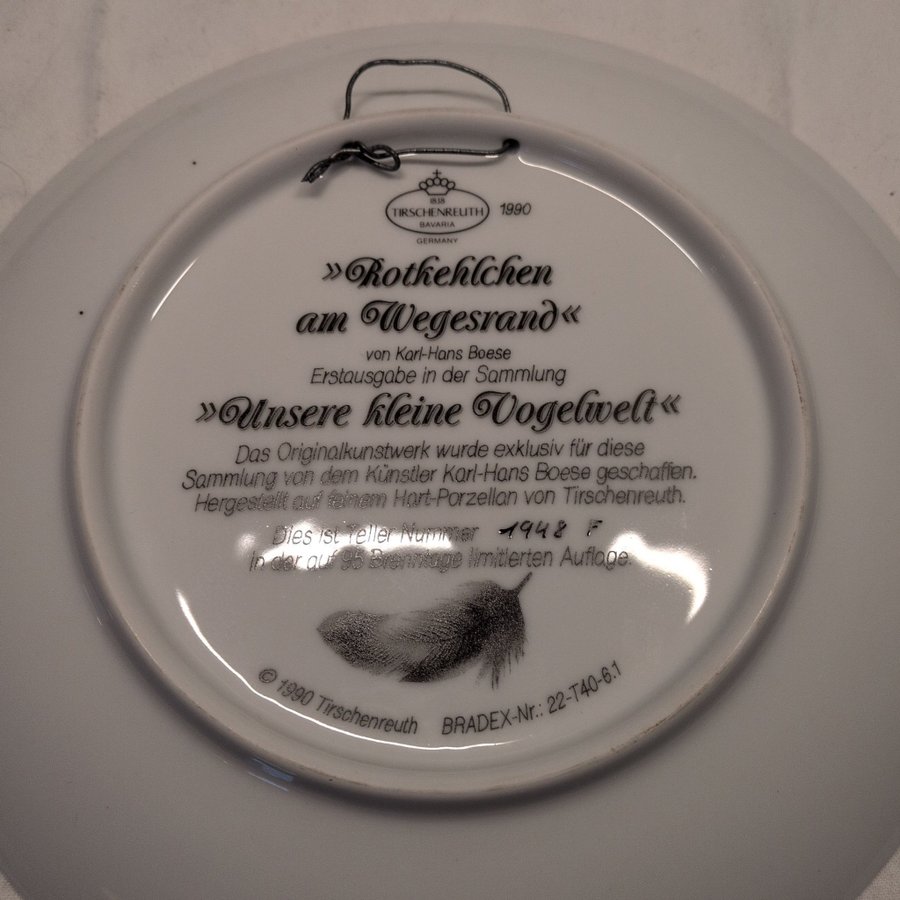 1838
TIRSCHENREUTH 1990
BAVARIA
GERMANY
»Rotkehlchen
am Wegesrand«
von Karl-Hans Boese
Erstausgabe in der Sammlung
»Unsere kleine Vogelwelt«
Das Originalkunstwerk wurde exklusiv für diese
Sammlung von dem Künstler Karl-Hans Boese geschaffen.
Hergestellt auf feinem Hart-Porzellan von Tirschenreuth.
Dies ist Teller Nummer 1948 F
In der auf 95 Brenntage limitierten Auflage.
© 1990 Tirschenreuth BRADEX-Nr.: 22-T40-6.1